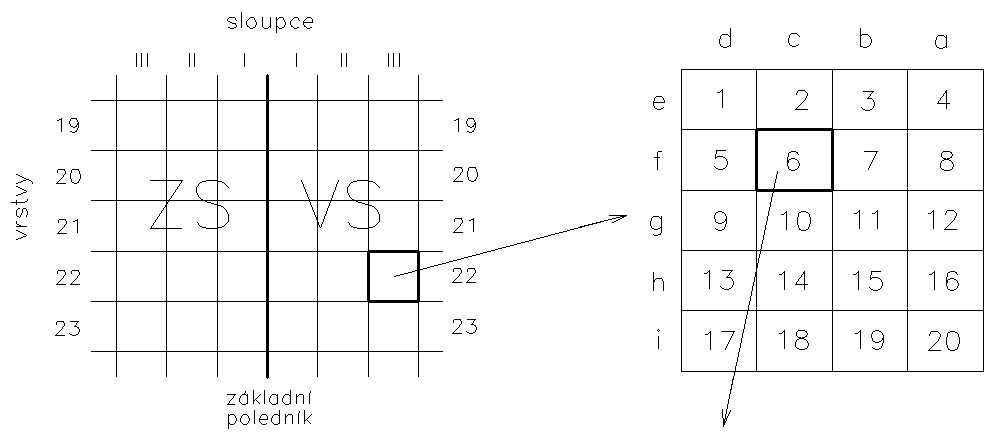 sloupce
III II I I II III
19 19
20 20
ZS VS
21 21
22 22
23 23
vrstvy
základní
poledník
d c b a
e 1 2 3 4
f 5 6 7 8
g 9 10 11 12
h 13 14 15 16
i 17 18 19 20